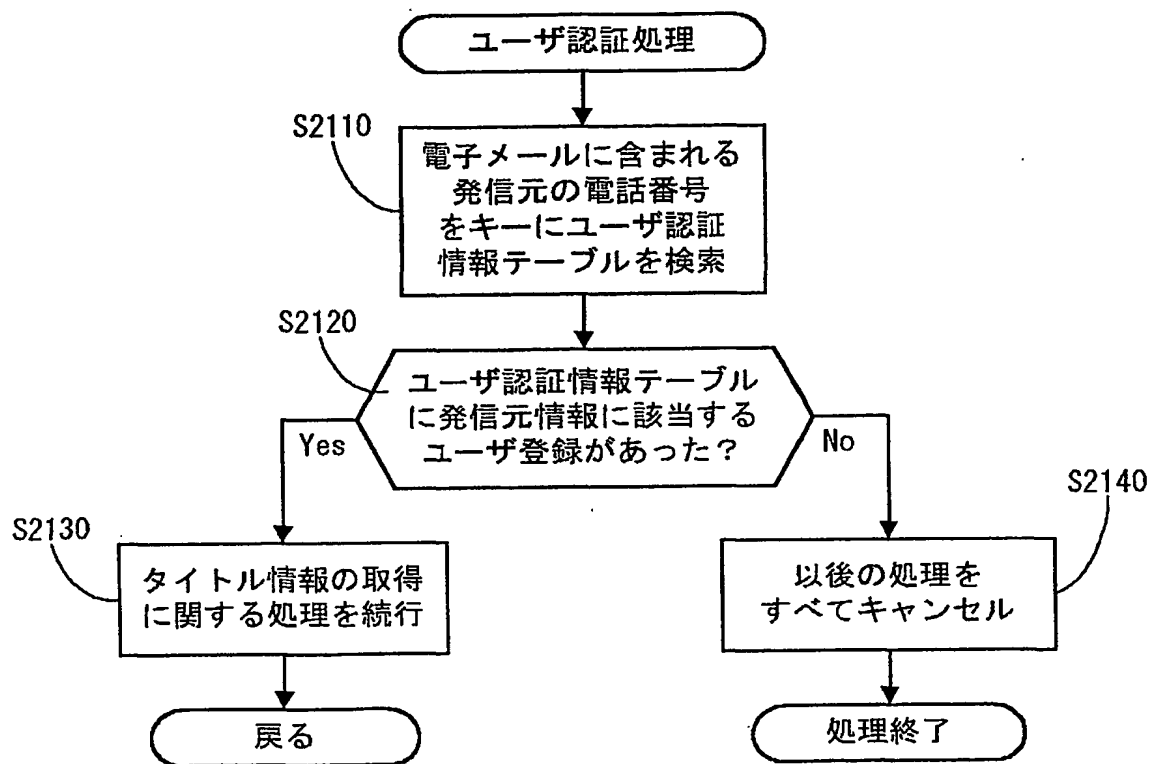 ユーザ認証処理
S2110
電子メールに含まれる
発信元の電話番号
をキーにユーザ認証
情報テーブルを検索
S2120
ユーザ認証情報テーブル
に発信元情報に該当する
ユーザ登録があった?
Yes
No
S2130
タイトル情報の取得
に関する処理を続行
S2140
以後の処理を
すべてキャンセル
戻る
処理終了